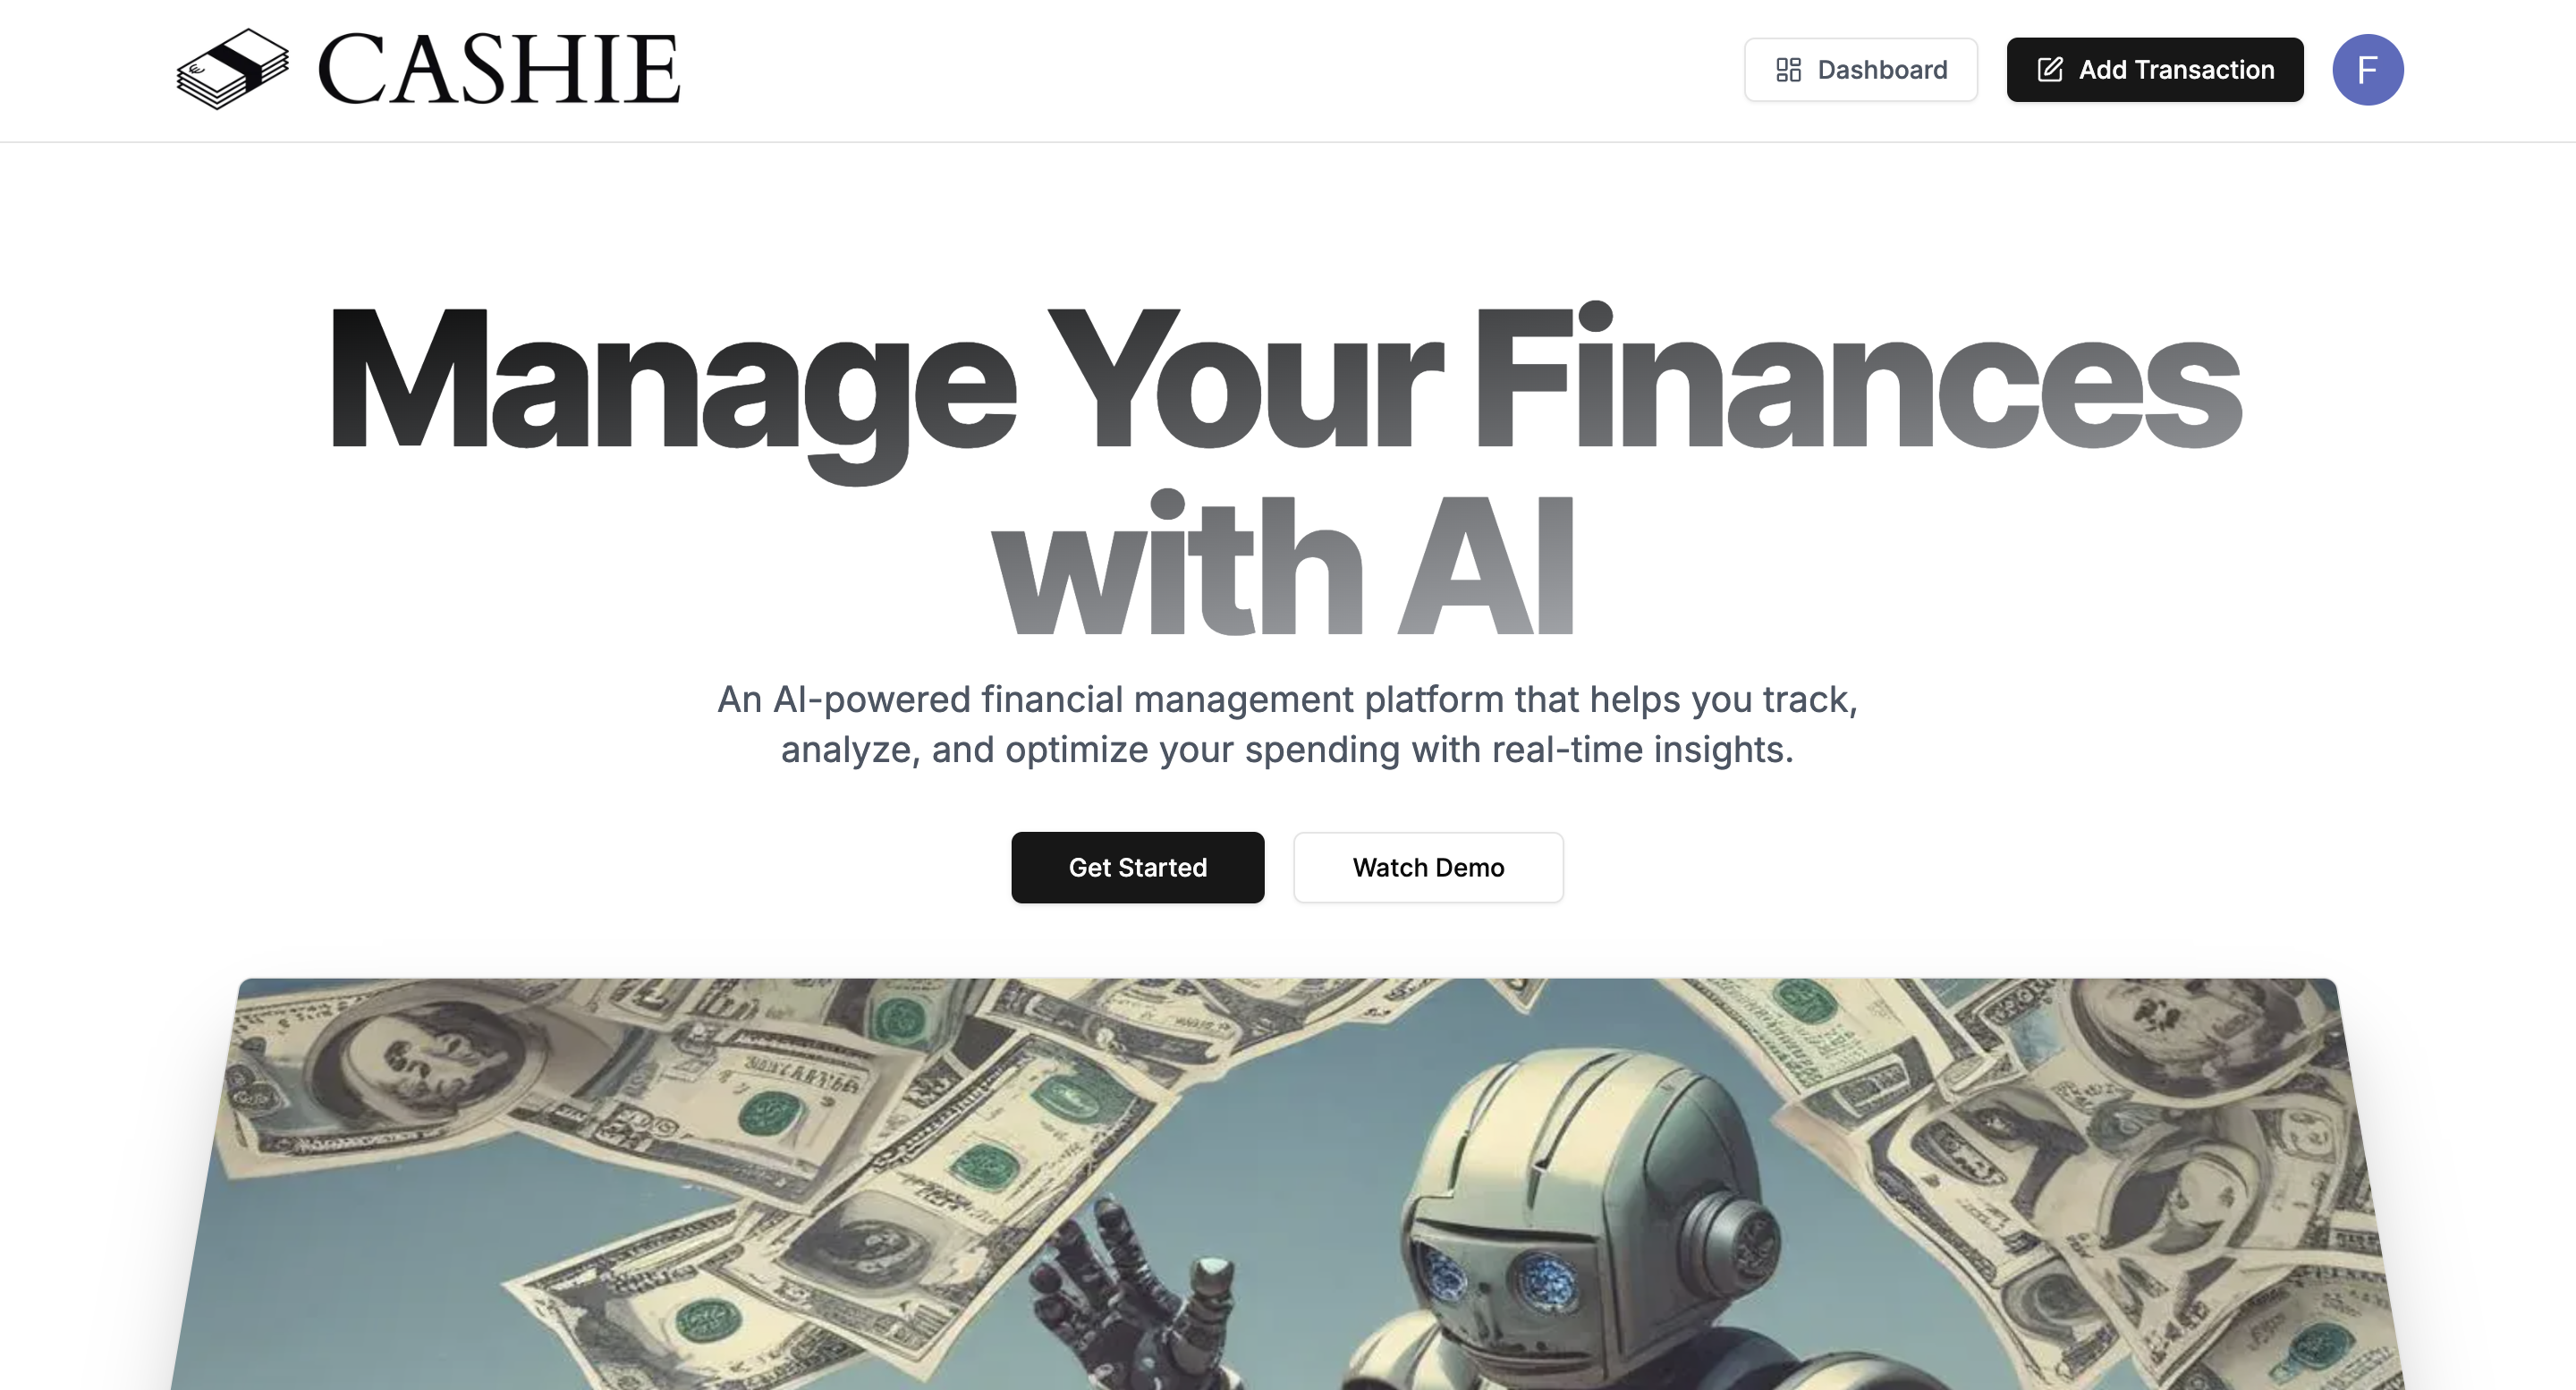 CASHIE
Dashboard
Add Transaction
F
Manage Your Finances
with AI
An AI-powered financial management platform that helps you track,
analyze, and optimize your spending with real-time insights.
Get Started
Watch Demo